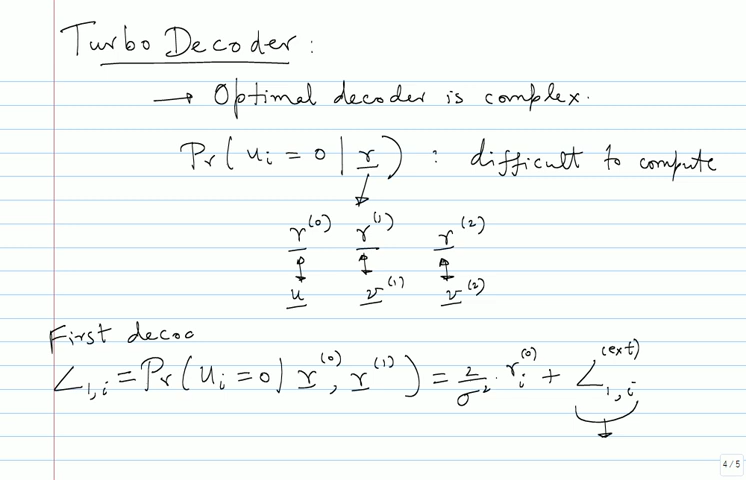 Turbo Decoder :
→ Optimal decoder is complex.
Pr( u_i = 0 | r ) : difficult to compute
r^(0) r^(1) r^(2)
u v^(1) v^(2)
First decod
L_1,i = Pr( u_i = 0 | r^(0), r^(1) ) = 2/σ² · r_i^(0) + L_1,i^(ext)
4 / 5